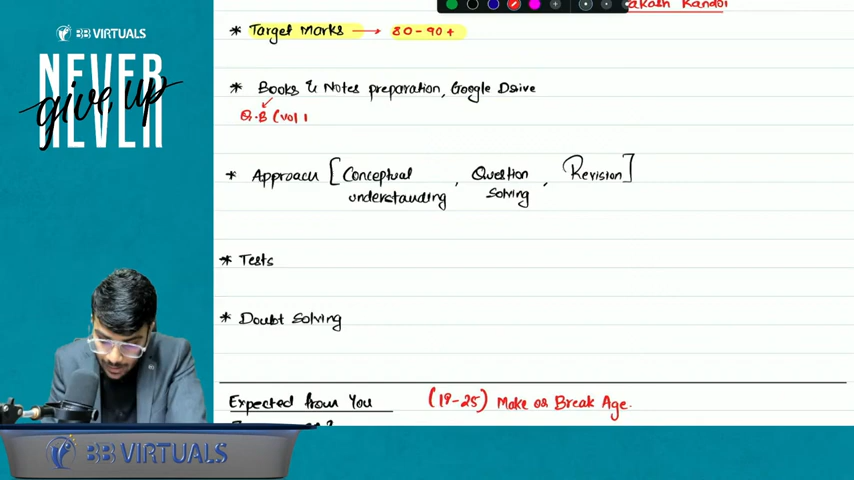 BB VIRTUALS
NEVER
give up
NEVER
akash Kandoi
* Target Marks → 80-90+
* Books & Notes preparation, Google Drive
Q.B (vol 1
* Approach [Conceptual understanding, Question Solving, Revision]
* Tests
* Doubt Solving
Expected from You (19-25) Make or Break Age.
BB VIRTUALS